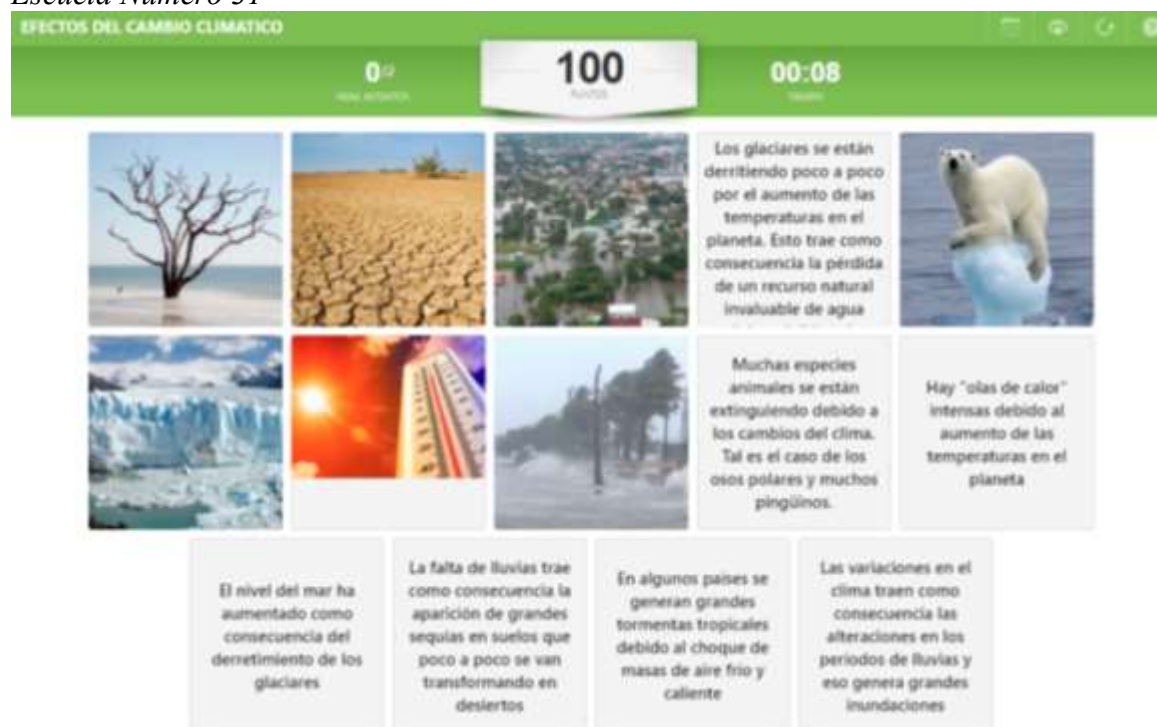 Escuela Número 31
EFECTOS DEL CAMBIO CLIMATICO
0/2
100
00:08
Los glaciares se están
derritiendo poco a poco
por el aumento de las
temperaturas en el
planeta. Esto trae como
consecuencia la pérdida
de un recurso natural
invaluable de agua
Muchas especies
animales se están
extinguiendo debido a
los cambios del clima.
Tal es el caso de los
osos polares y muchos
pingüinos.
Hay "olas de calor"
intensas debido al
aumento de las
temperaturas en el
planeta
El nivel del mar ha
aumentado como
consecuencia del
derretimiento de los
glaciares
La falta de lluvias trae
como consecuencia la
aparición de grandes
sequias en suelos que
poco a poco se van
transformando en
desiertos
En algunos países se
generan grandes
tormentas tropicales
debido al choque de
masas de aire frio y
caliente
Las variaciones en el
clima traen como
consecuencia las
alteraciones en los
periodos de lluvias y
eso genera grandes
inundaciones